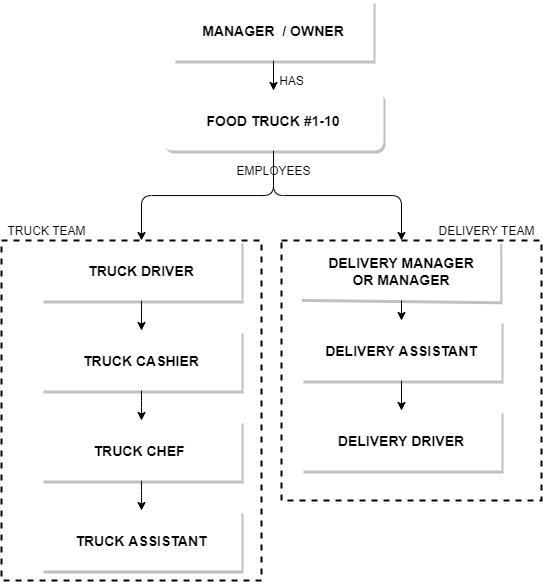 MANAGER / OWNER
HAS
FOOD TRUCK #1-10
EMPLOYEES
TRUCK TEAM
TRUCK DRIVER
TRUCK CASHIER
TRUCK CHEF
TRUCK ASSISTANT
DELIVERY TEAM
DELIVERY MANAGER
OR MANAGER
DELIVERY ASSISTANT
DELIVERY DRIVER